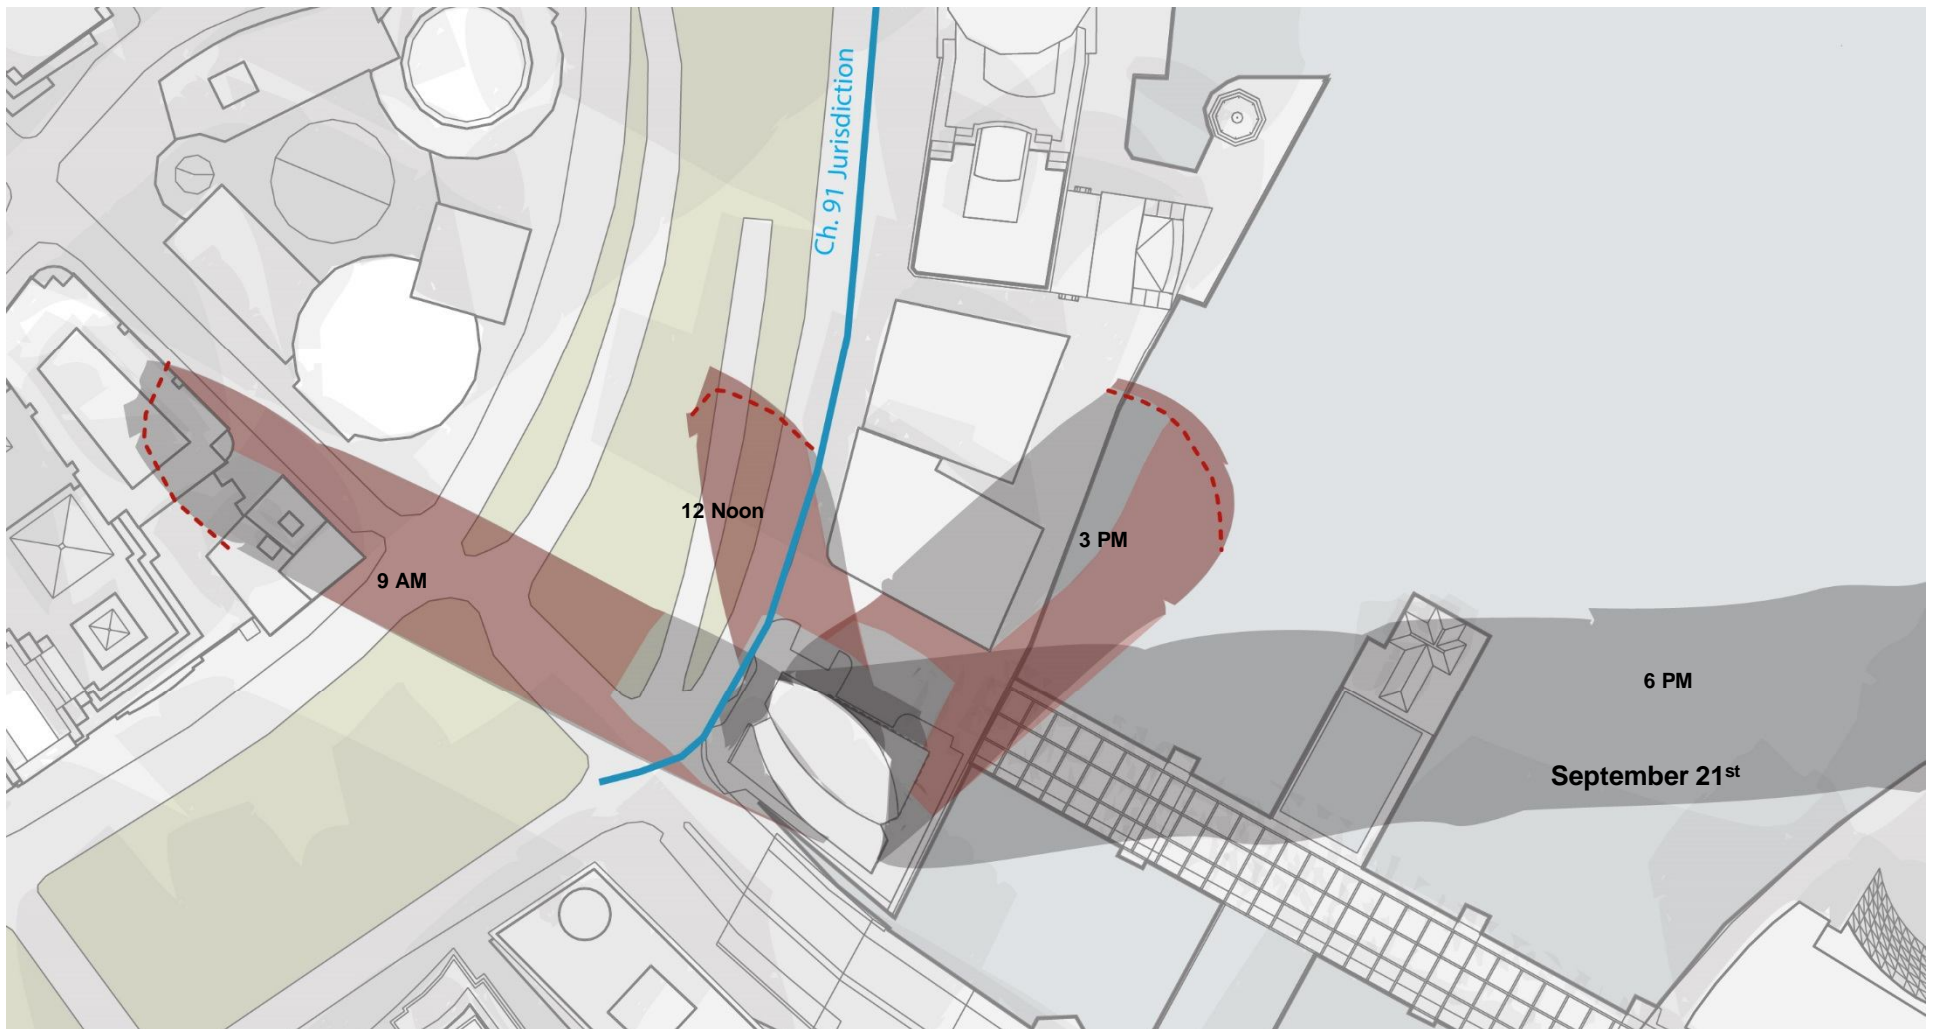 Ch. 91 Jurisdiction
12 Noon
3 PM
9 AM
6 PM
September 21st